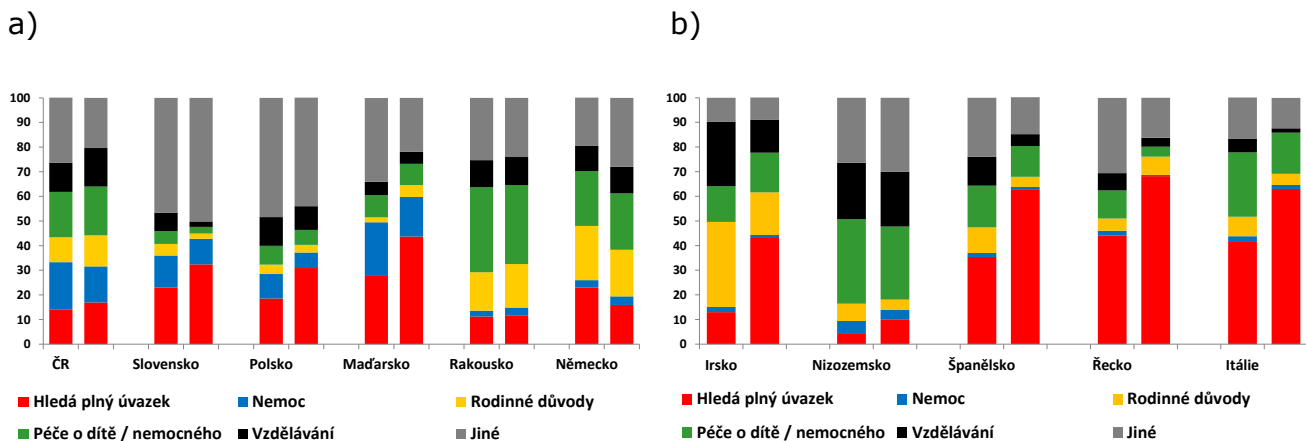 a)
100
90
80
70
60
50
40
30
20
10
0
ČR Slovensko Polsko Maďarsko Rakousko Německo
Hledá plný úvazek Nemoc Rodinné důvody
Péče o dítě / nemocného Vzdělávání Jiné
b)
100
90
80
70
60
50
40
30
20
10
0
Irsko Nizozemsko Španělsko Řecko Itálie
Hledá plný úvazek Nemoc Rodinné důvody
Péče o dítě / nemocného Vzdělávání Jiné